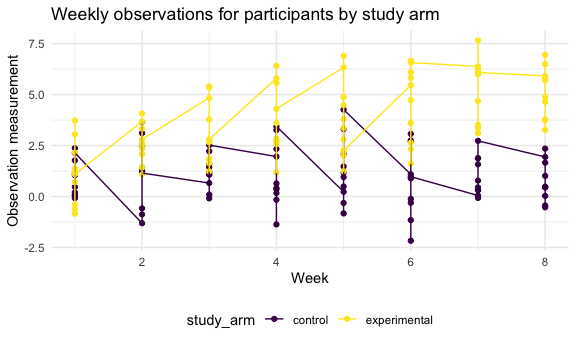 Weekly observations for participants by study arm
Observation measurement
7.5
5.0
2.5
0.0
-2.5
2
4
6
8
Week
study_arm
control
experimental